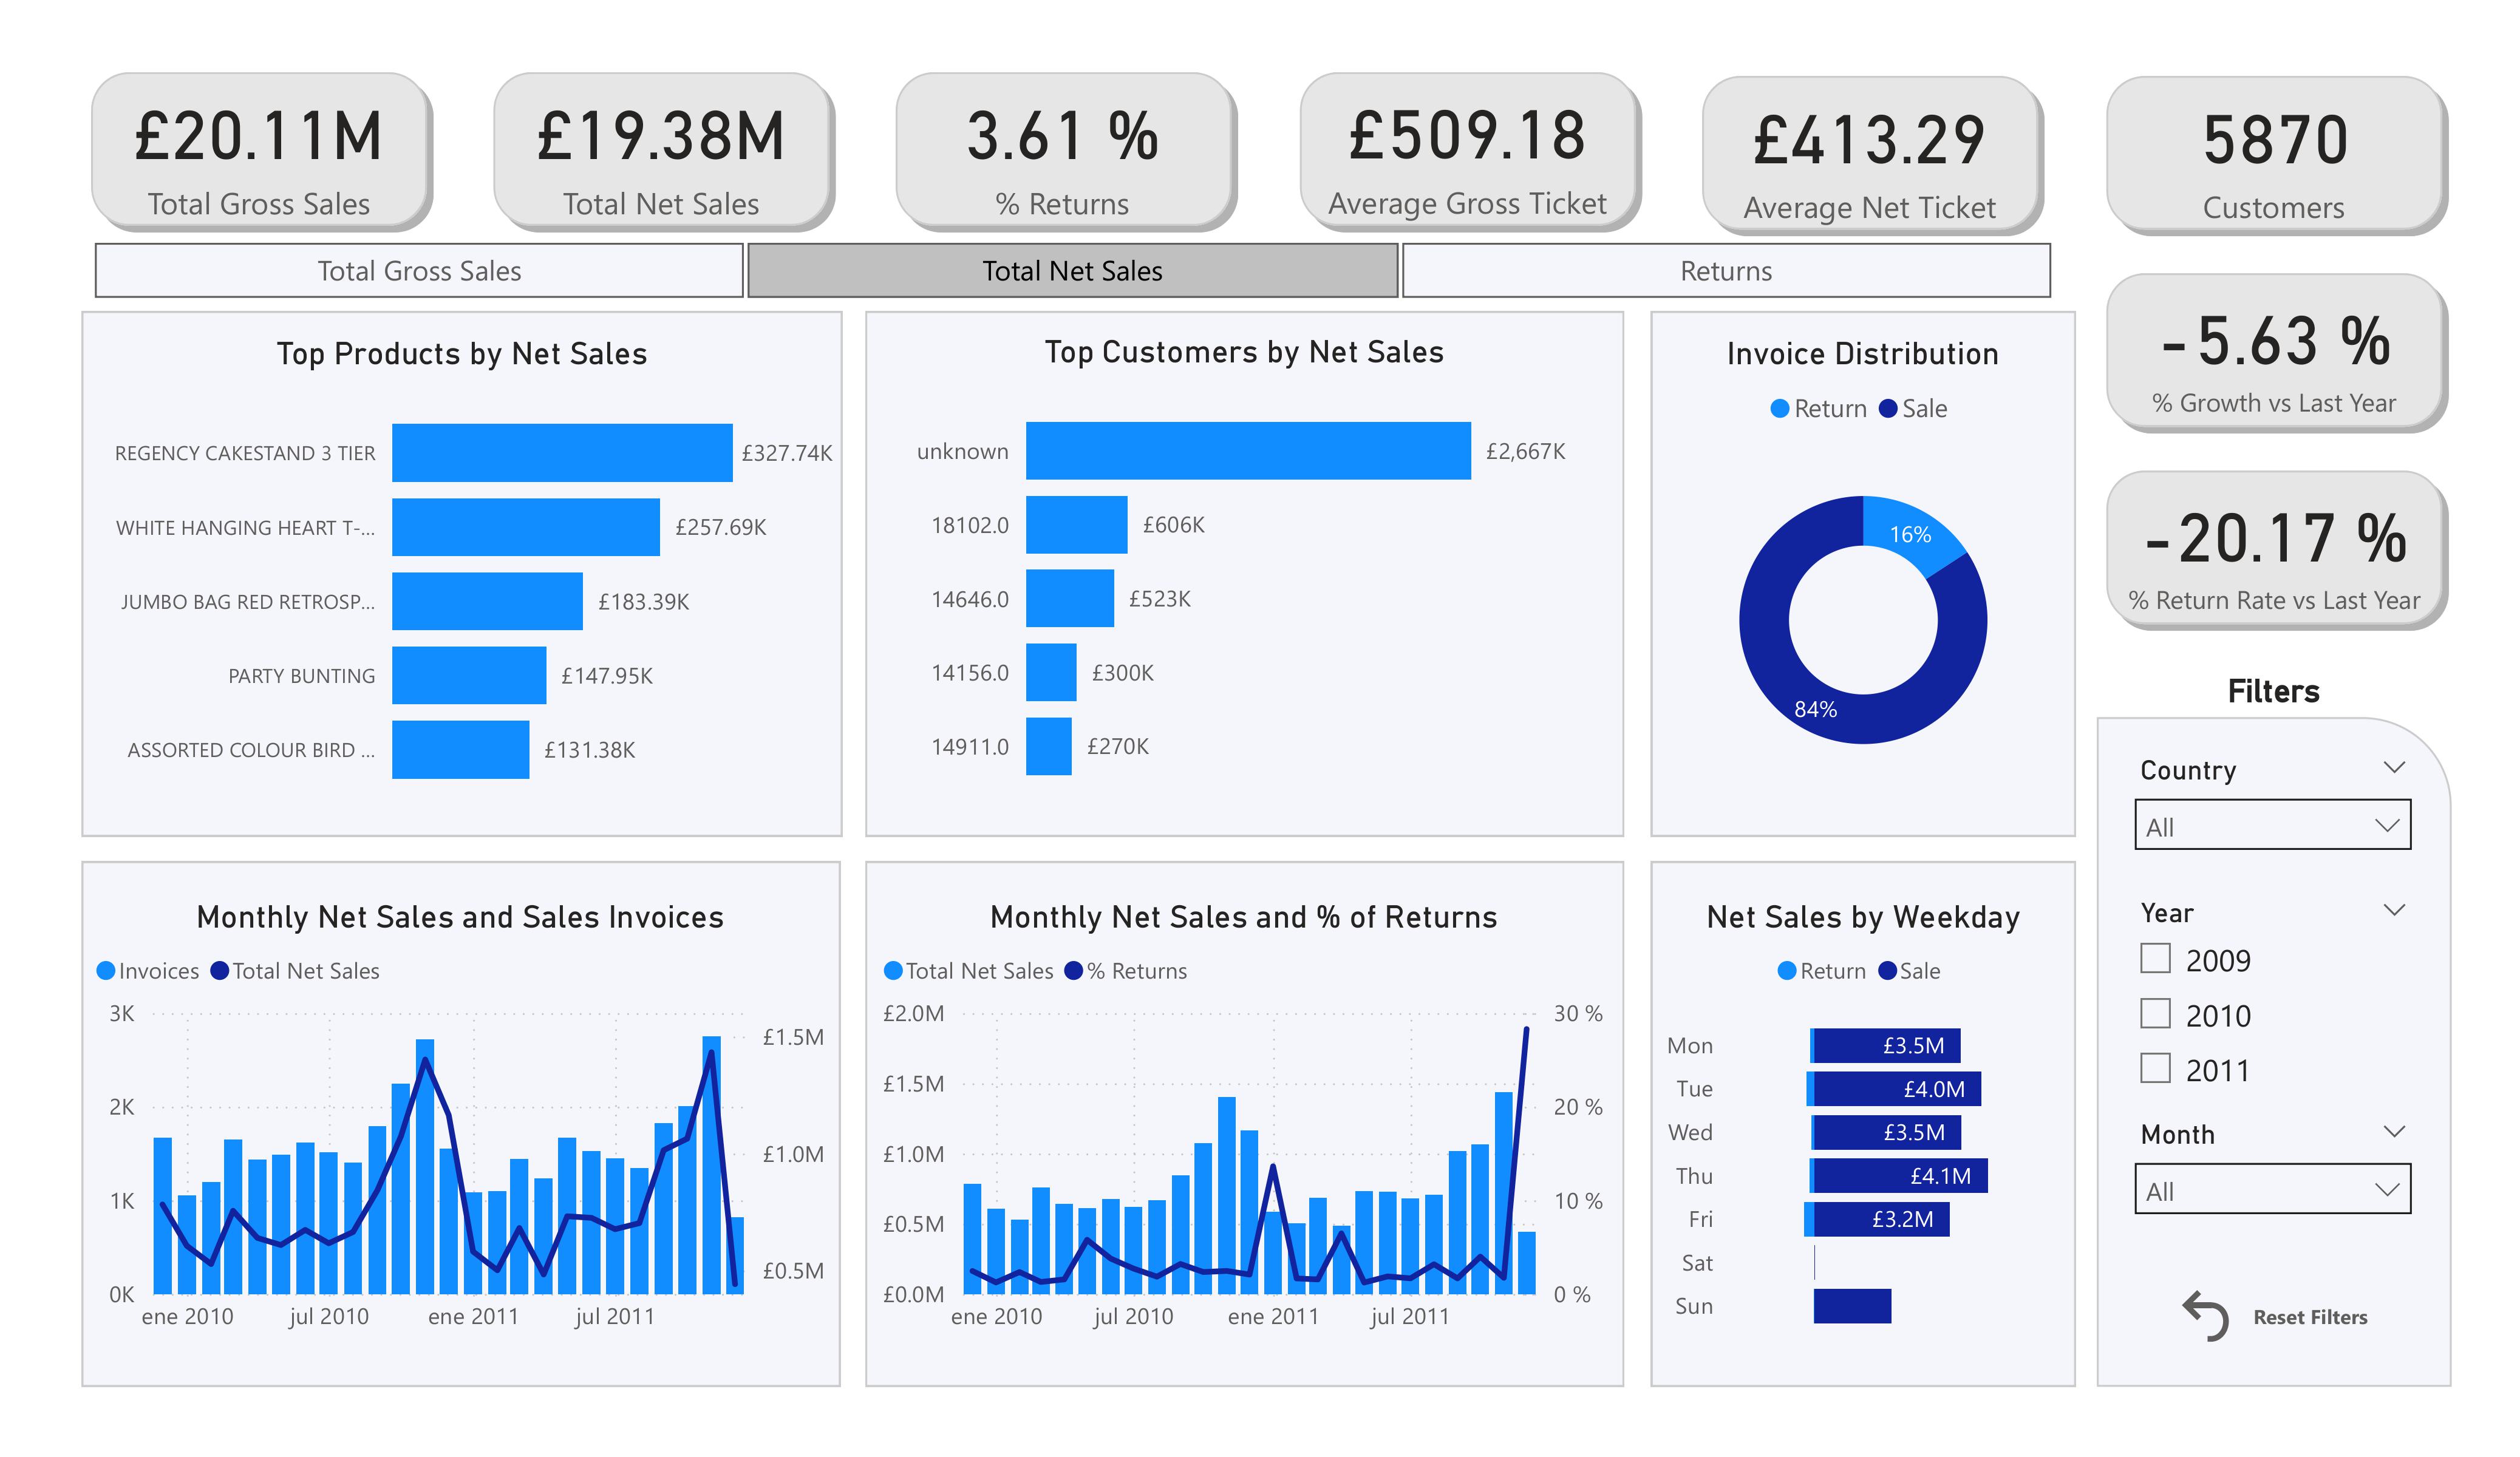 £20.11M
Total Gross Sales
£19.38M
Total Net Sales
3.61 %
% Returns
£509.18
Average Gross Ticket
£413.29
Average Net Ticket
5870
Customers
Total Gross Sales
Total Net Sales
Returns
-5.63 %
% Growth vs Last Year
-20.17 %
% Return Rate vs Last Year
Top Products by Net Sales
REGENCY CAKESTAND 3 TIER £327.74K
WHITE HANGING HEART T-... £257.69K
JUMBO BAG RED RETROSP... £183.39K
PARTY BUNTING £147.95K
ASSORTED COLOUR BIRD ... £131.38K
Top Customers by Net Sales
unknown £2,667K
18102.0 £606K
14646.0 £523K
14156.0 £300K
14911.0 £270K
Invoice Distribution
Return Sale
16%
84%
Filters
Country
All
Year
2009
2010
2011
Month
All
Reset Filters
Monthly Net Sales and Sales Invoices
Invoices Total Net Sales
3K
2K
1K
0K
£1.5M
£1.0M
£0.5M
ene 2010 jul 2010 ene 2011 jul 2011
Monthly Net Sales and % of Returns
Total Net Sales % Returns
£2.0M
£1.5M
£1.0M
£0.5M
£0.0M
30 %
20 %
10 %
0 %
ene 2010 jul 2010 ene 2011 jul 2011
Net Sales by Weekday
Return Sale
Mon £3.5M
Tue £4.0M
Wed £3.5M
Thu £4.1M
Fri £3.2M
Sat
Sun